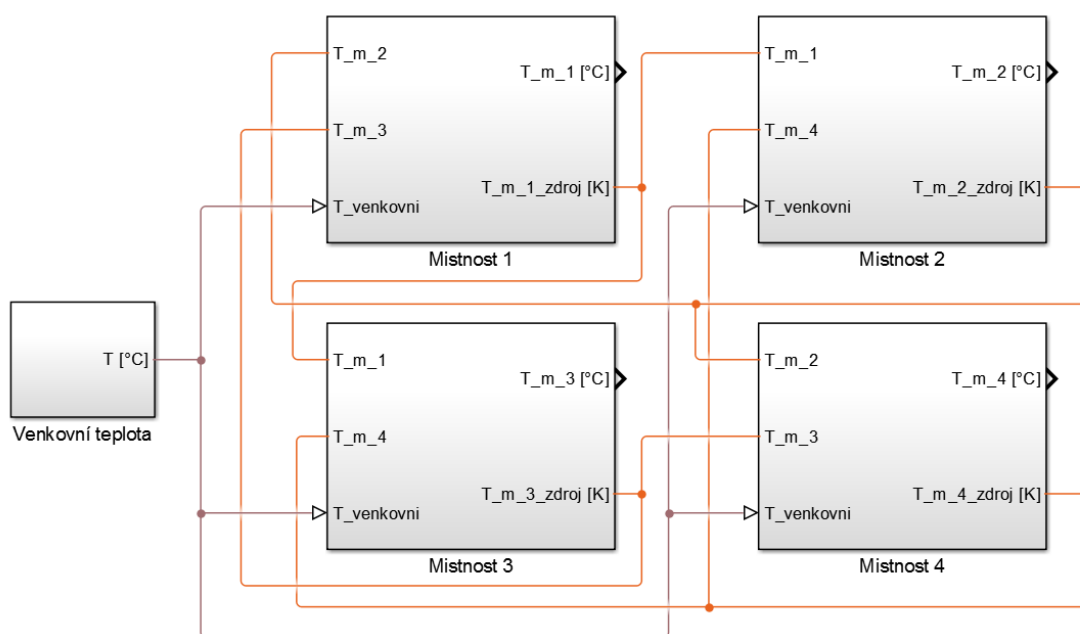 T_m_2
T_m_1 [°C]
T_m_3
T_m_1_zdroj [K]
T_venkovni
Mistnost 1
T_m_1
T_m_2 [°C]
T_m_4
T_m_2_zdroj [K]
T_venkovni
Mistnost 2
T [°C]
Venkovní teplota
T_m_1
T_m_3 [°C]
T_m_4
T_m_3_zdroj [K]
T_venkovni
Mistnost 3
T_m_2
T_m_4 [°C]
T_m_3
T_m_4_zdroj [K]
T_venkovni
Mistnost 4